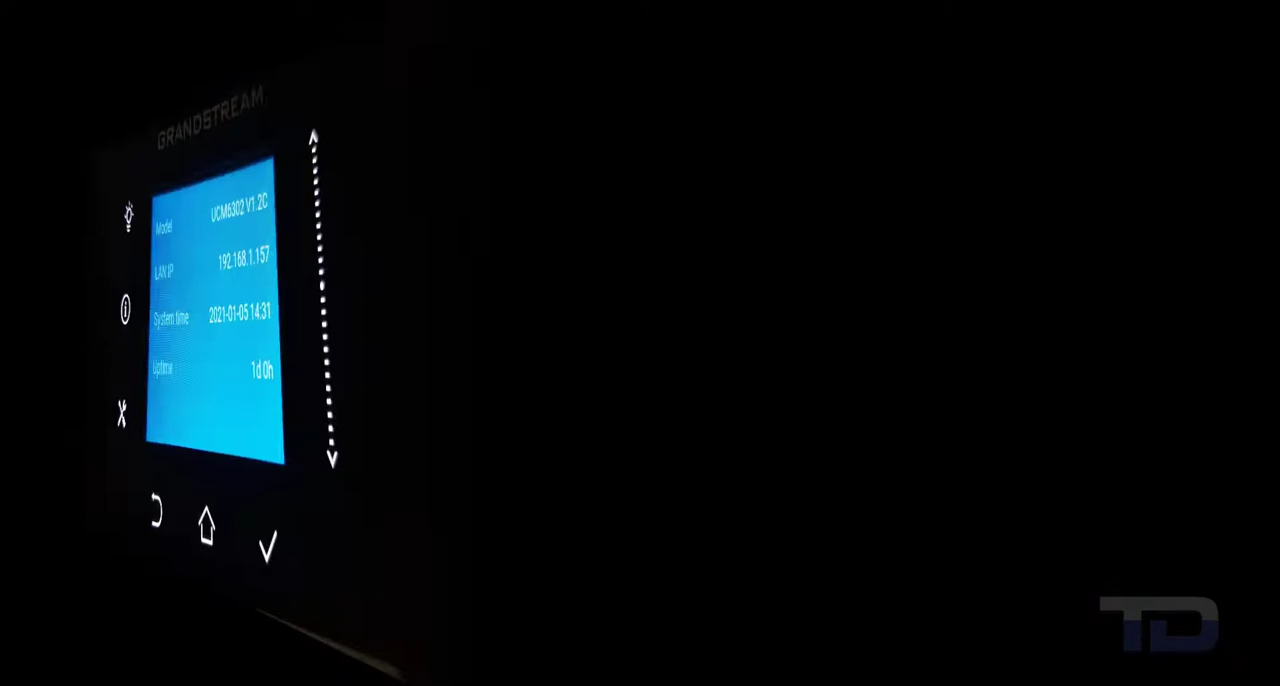 GRANDSTREAM
Model UCM6302 V1.2C
LAN IP 192.168.1.157
System time 2021-01-05 14:31
Uptime 1d 0h
TD